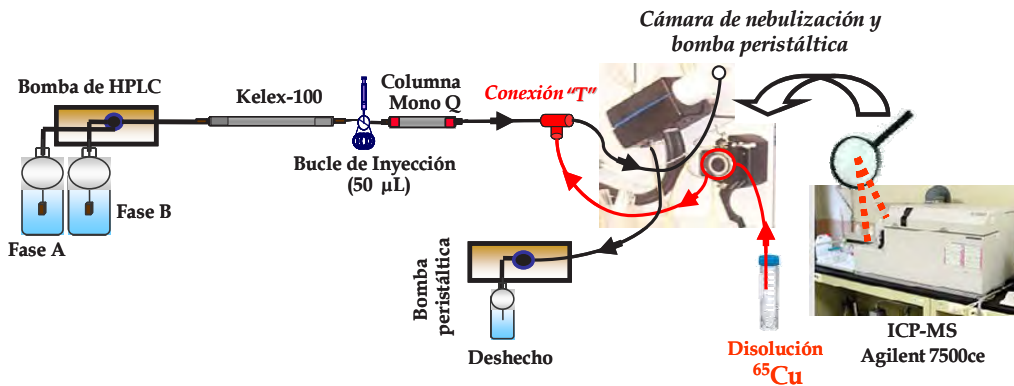 Cámara de nebulización y
bomba peristáltica
Bomba de HPLC
Kelex-100
Columna
Mono Q
Conexión "T"
Bucle de Inyección
(50 µL)
Fase A
Fase B
Bomba
peristáltica
Deshecho
Disolución
⁶⁵Cu
ICP-MS
Agilent 7500ce